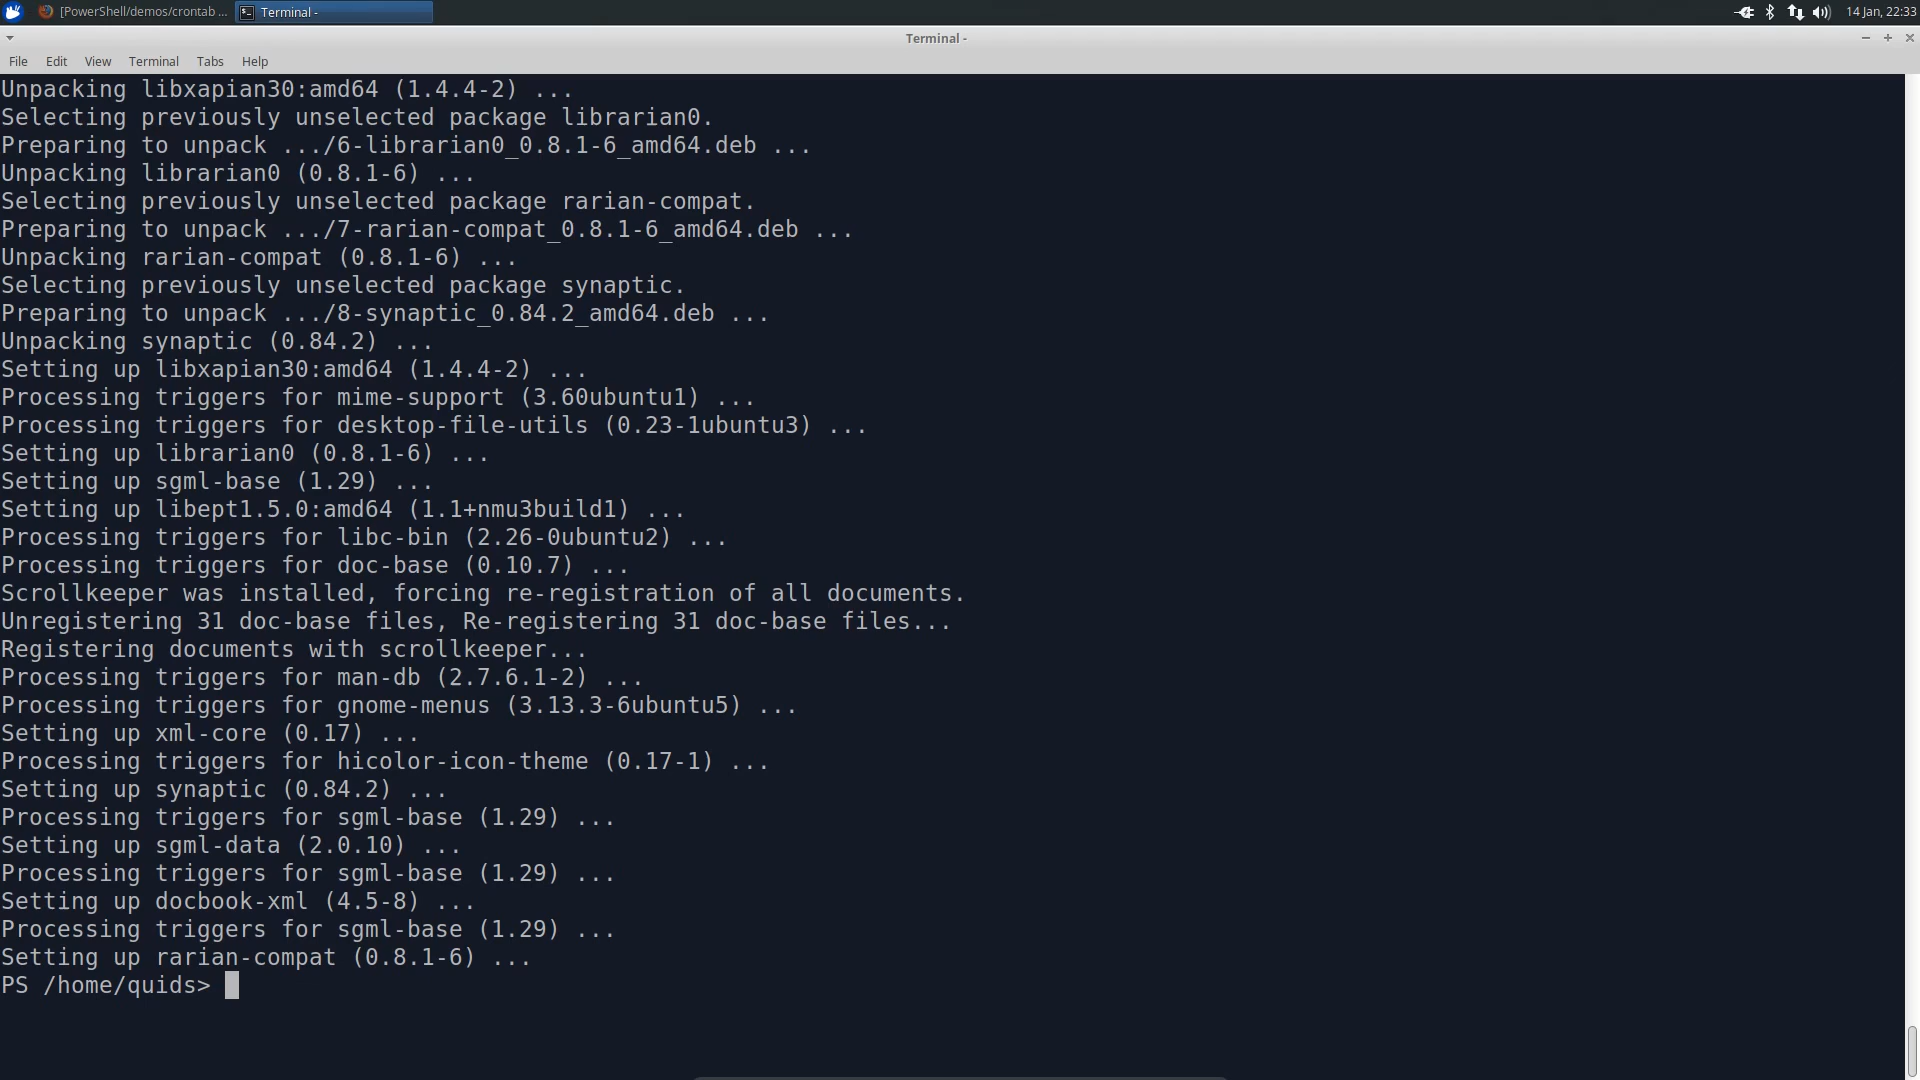 [PowerShell/demos/crontab ...
Terminal -
14 Jan, 22:33
Terminal -
File Edit View Terminal Tabs Help
Unpacking libxapian30:amd64 (1.4.4-2) ...
Selecting previously unselected package librarian0.
Preparing to unpack .../6-librarian0_0.8.1-6_amd64.deb ...
Unpacking librarian0 (0.8.1-6) ...
Selecting previously unselected package rarian-compat.
Preparing to unpack .../7-rarian-compat_0.8.1-6_amd64.deb ...
Unpacking rarian-compat (0.8.1-6) ...
Selecting previously unselected package synaptic.
Preparing to unpack .../8-synaptic_0.84.2_amd64.deb ...
Unpacking synaptic (0.84.2) ...
Setting up libxapian30:amd64 (1.4.4-2) ...
Processing triggers for mime-support (3.60ubuntu1) ...
Processing triggers for desktop-file-utils (0.23-1ubuntu3) ...
Setting up librarian0 (0.8.1-6) ...
Setting up sgml-base (1.29) ...
Setting up libept1.5.0:amd64 (1.1+nmu3build1) ...
Processing triggers for libc-bin (2.26-0ubuntu2) ...
Processing triggers for doc-base (0.10.7) ...
Scrollkeeper was installed, forcing re-registration of all documents.
Unregistering 31 doc-base files, Re-registering 31 doc-base files...
Registering documents with scrollkeeper...
Processing triggers for man-db (2.7.6.1-2) ...
Processing triggers for gnome-menus (3.13.3-6ubuntu5) ...
Setting up xml-core (0.17) ...
Processing triggers for hicolor-icon-theme (0.17-1) ...
Setting up synaptic (0.84.2) ...
Processing triggers for sgml-base (1.29) ...
Setting up sgml-data (2.0.10) ...
Processing triggers for sgml-base (1.29) ...
Setting up docbook-xml (4.5-8) ...
Processing triggers for sgml-base (1.29) ...
Setting up rarian-compat (0.8.1-6) ...
PS /home/quids>